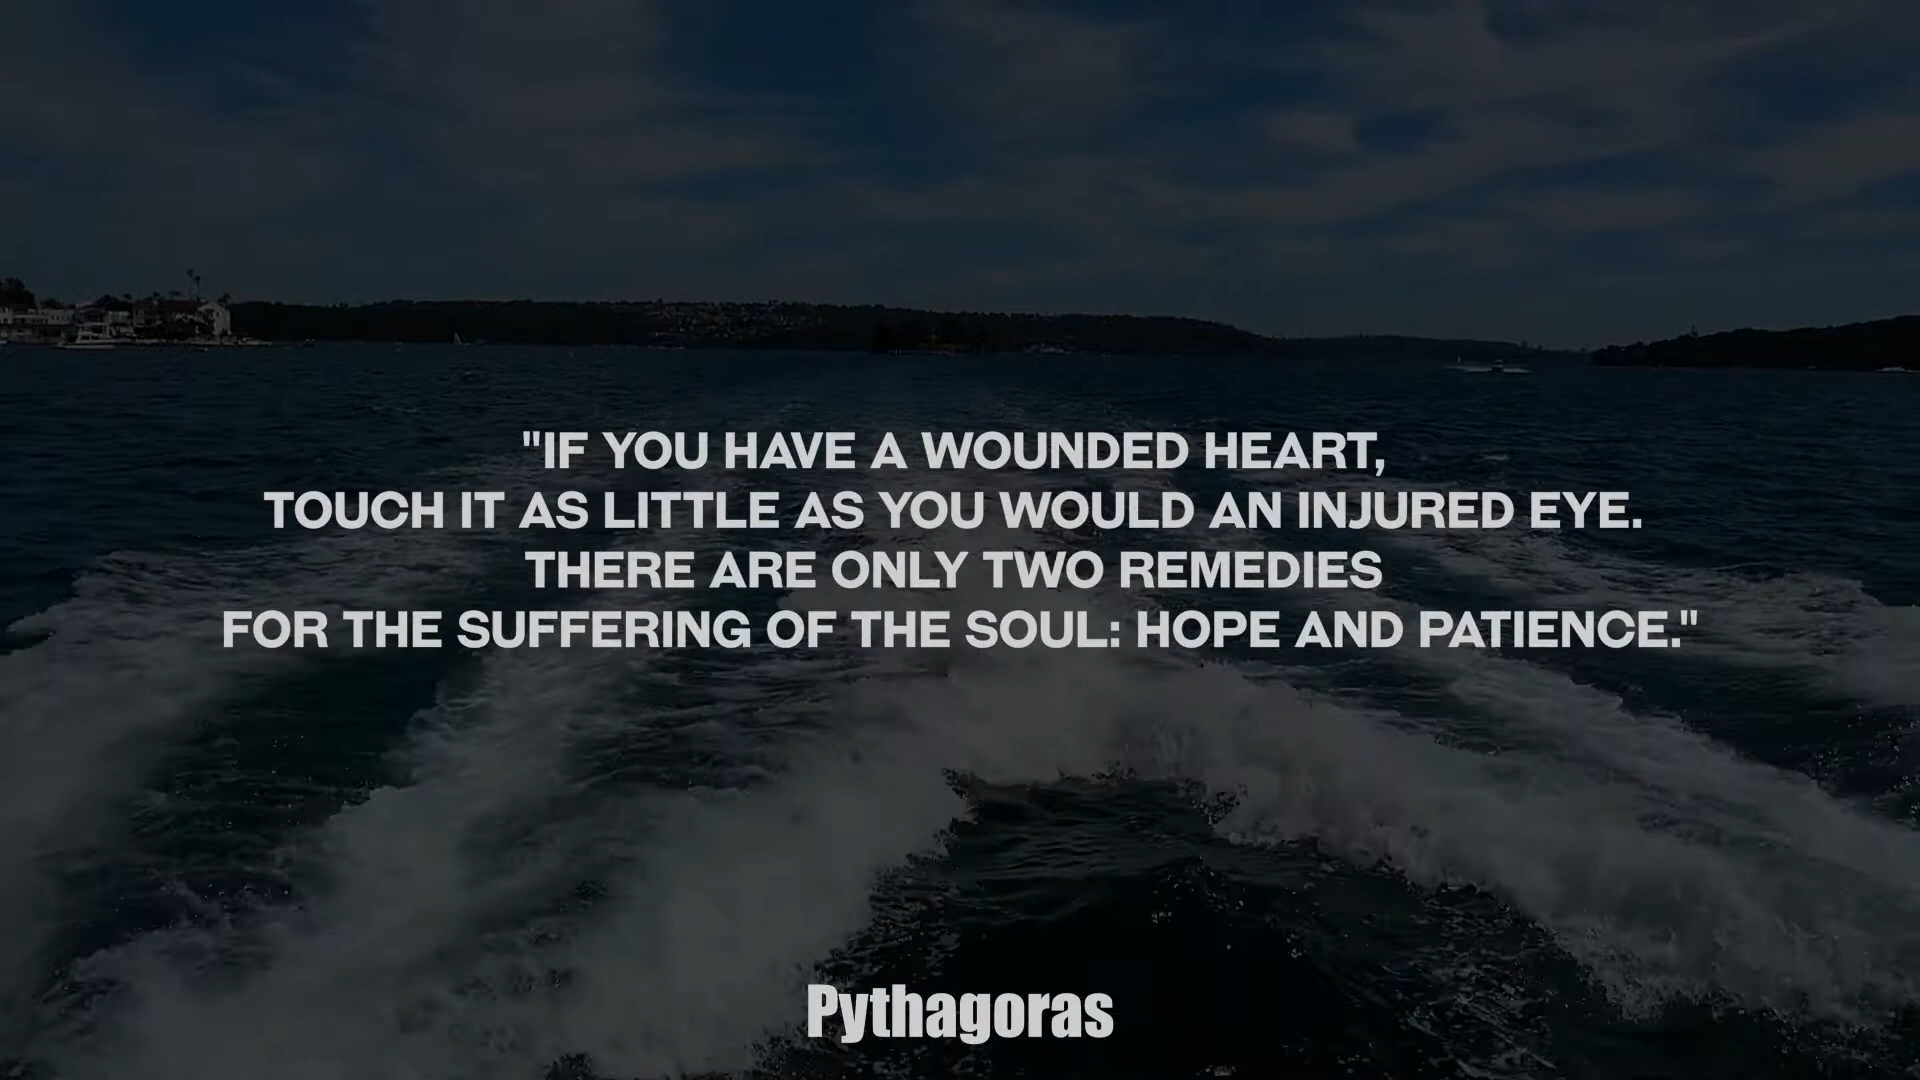 "IF YOU HAVE A WOUNDED HEART,
TOUCH IT AS LITTLE AS YOU WOULD AN INJURED EYE.
THERE ARE ONLY TWO REMEDIES
FOR THE SUFFERING OF THE SOUL: HOPE AND PATIENCE."
Pythagoras